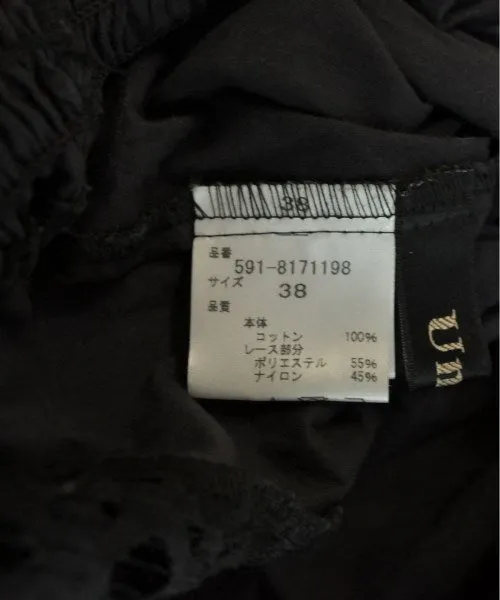 38
品番
591-8171198
サイズ
38
品質
本体
コットン 100%
レース部分
ポリエステル 55%
ナイロン 45%
un